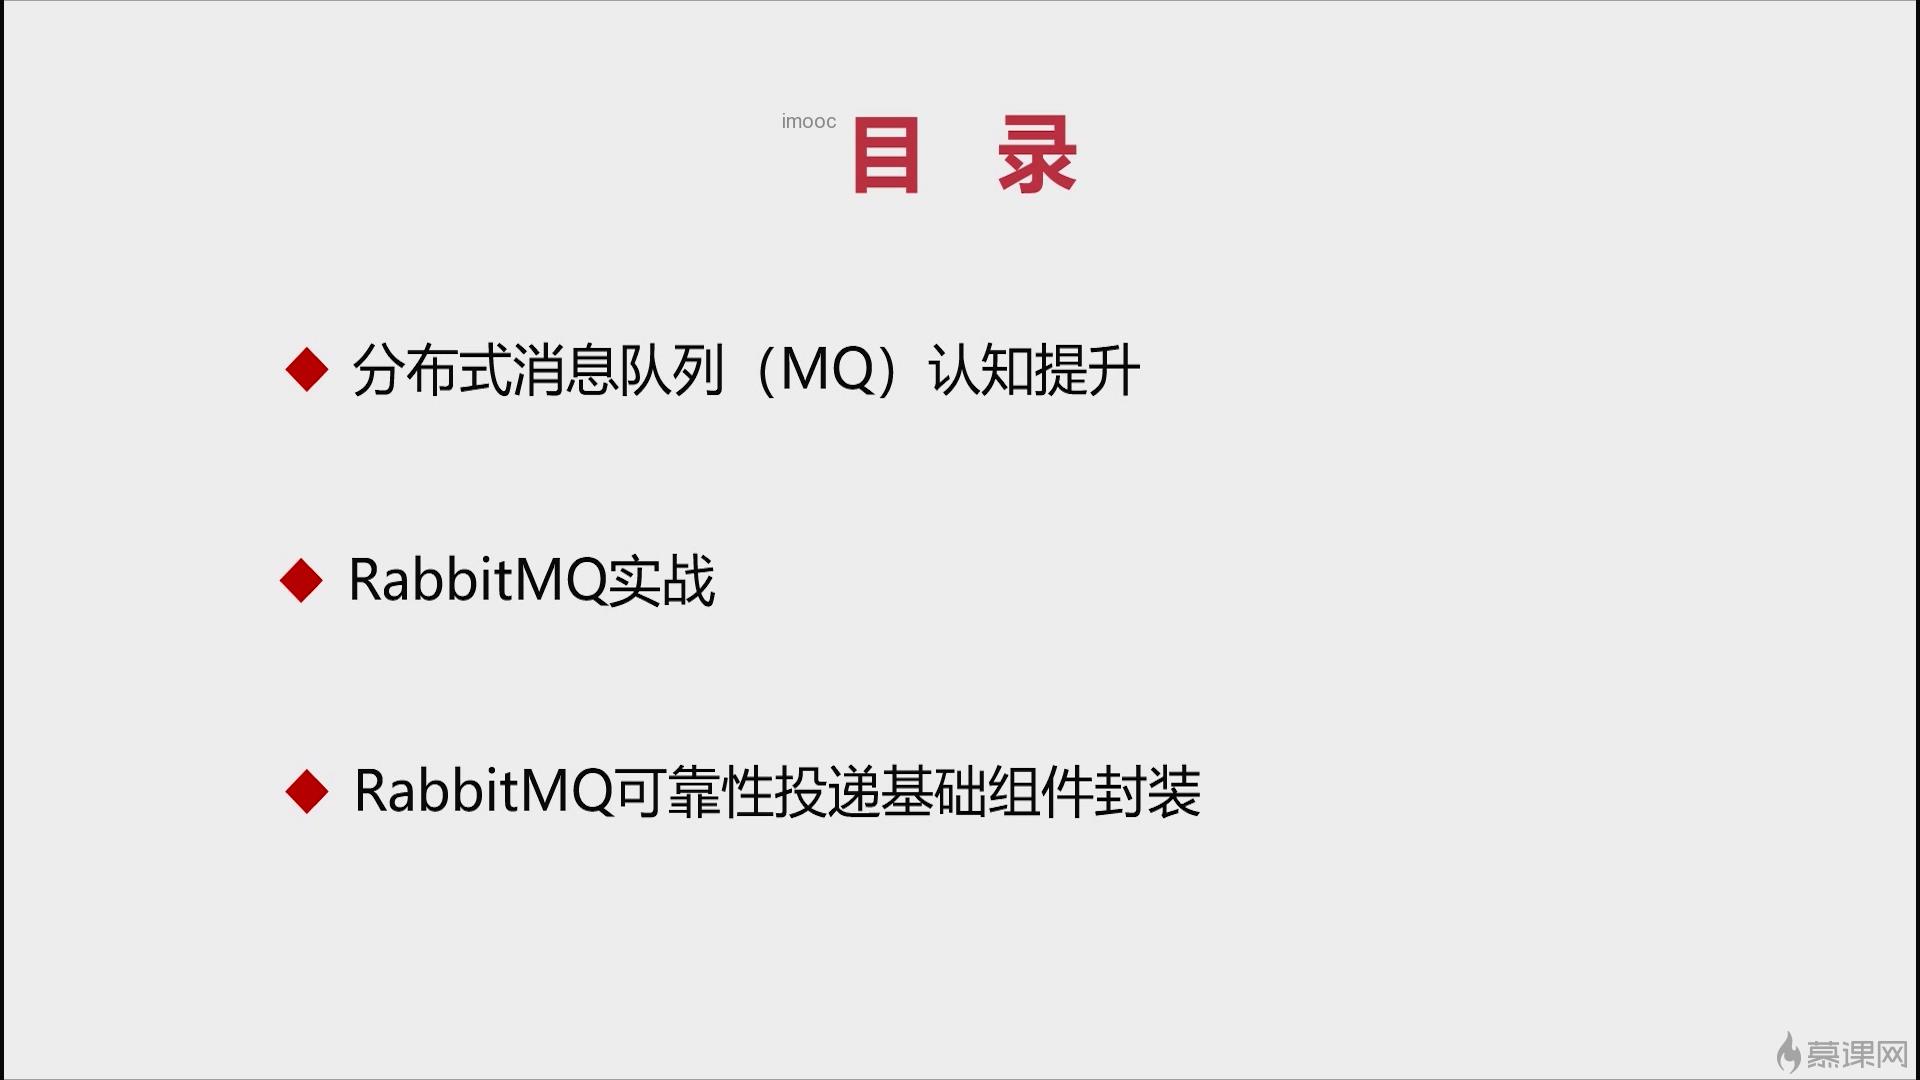 imooc
目 录
分布式消息队列（MQ）认知提升
RabbitMQ实战
RabbitMQ可靠性投递基础组件封装
慕课网